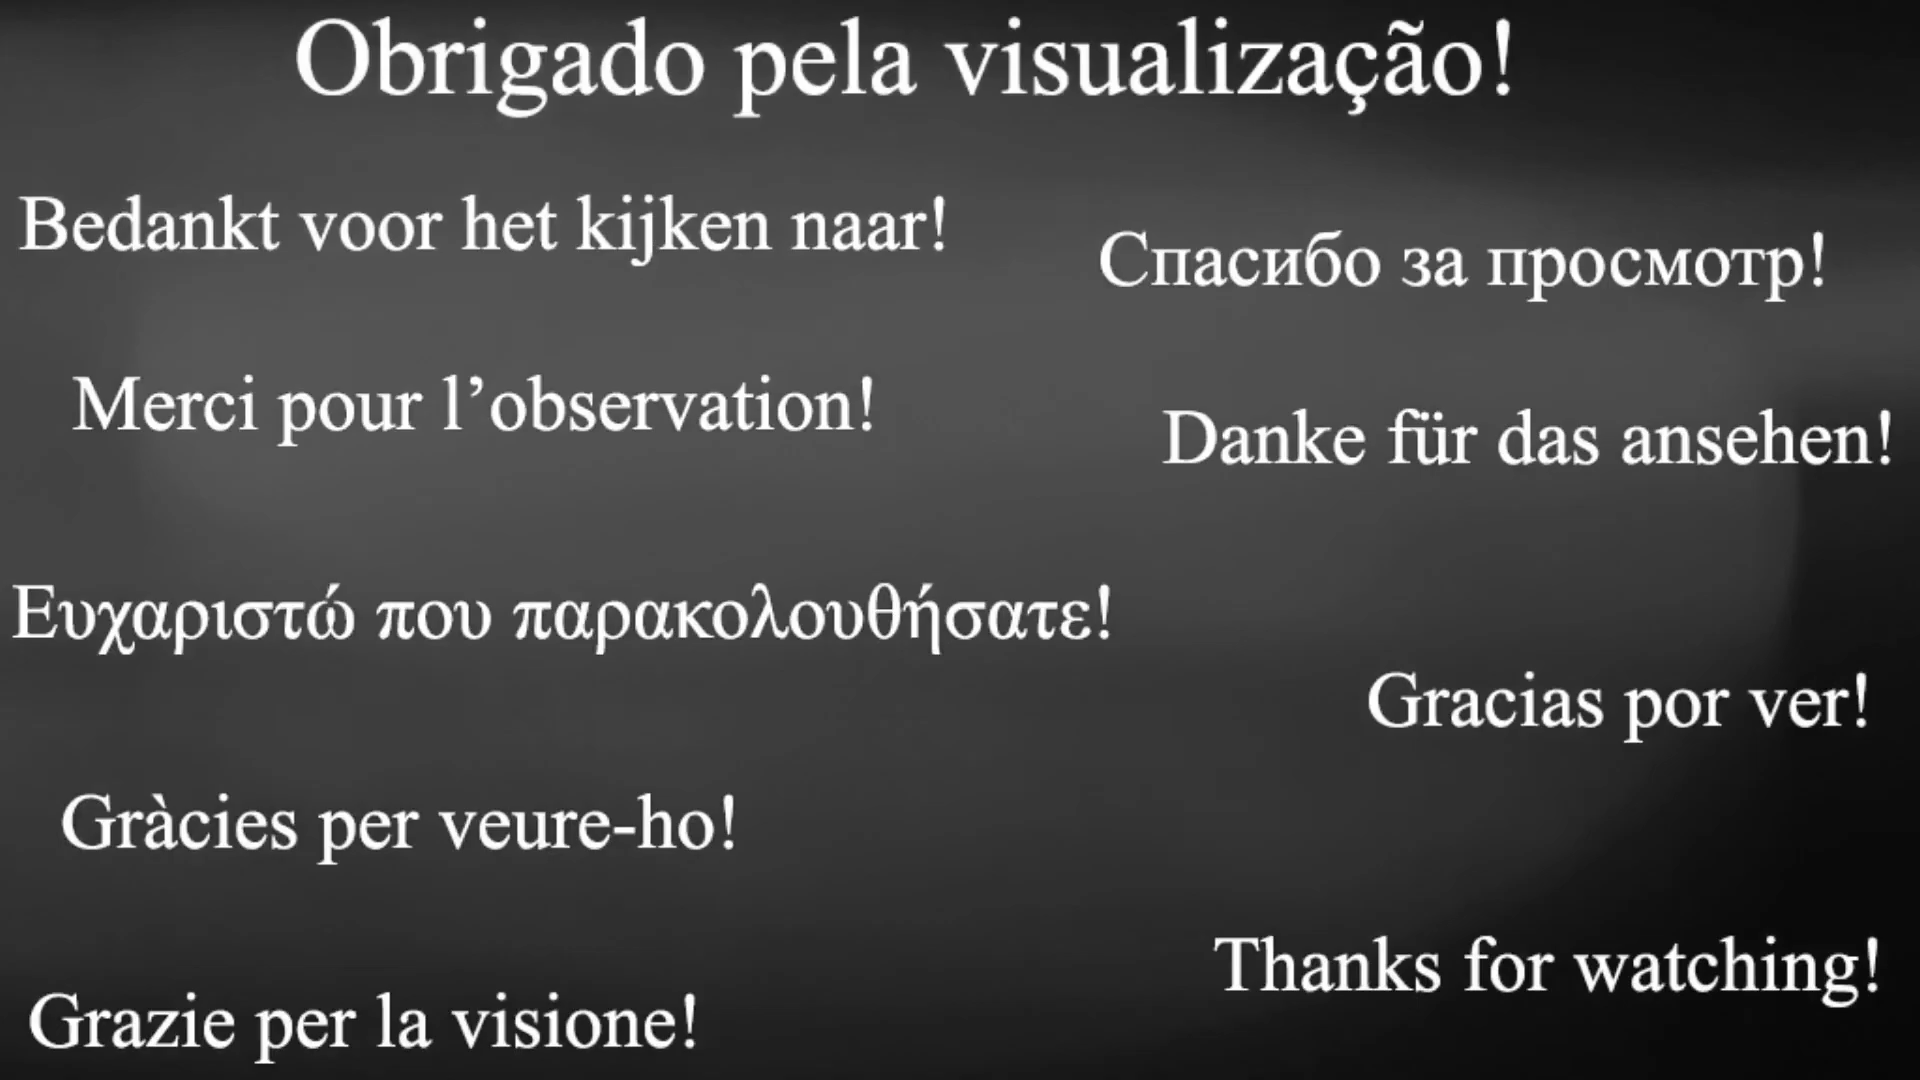 Obrigado pela visualização!
Bedankt voor het kijken naar!
Спасибо за просмотр!
Merci pour l’observation!
Danke für das ansehen!
Ευχαριστώ που παρακολουθήσατε!
Gracias por ver!
Gràcies per veure-ho!
Thanks for watching!
Grazie per la visione!